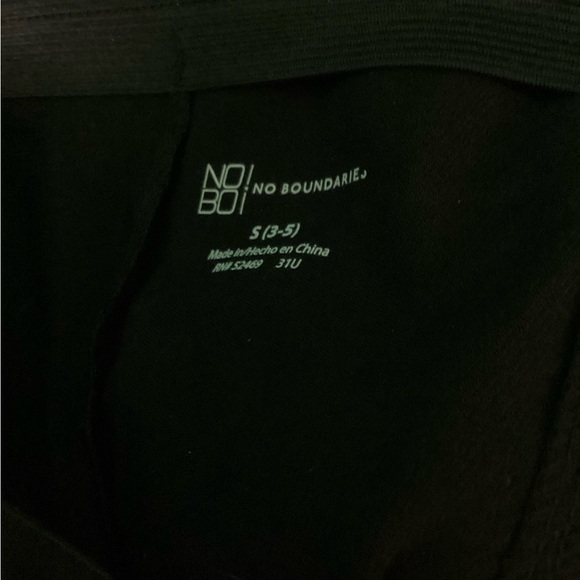 NO
BO
NO BOUNDARIES
S (3-5)
Made in/Hecho en China
RN# 52469 31U